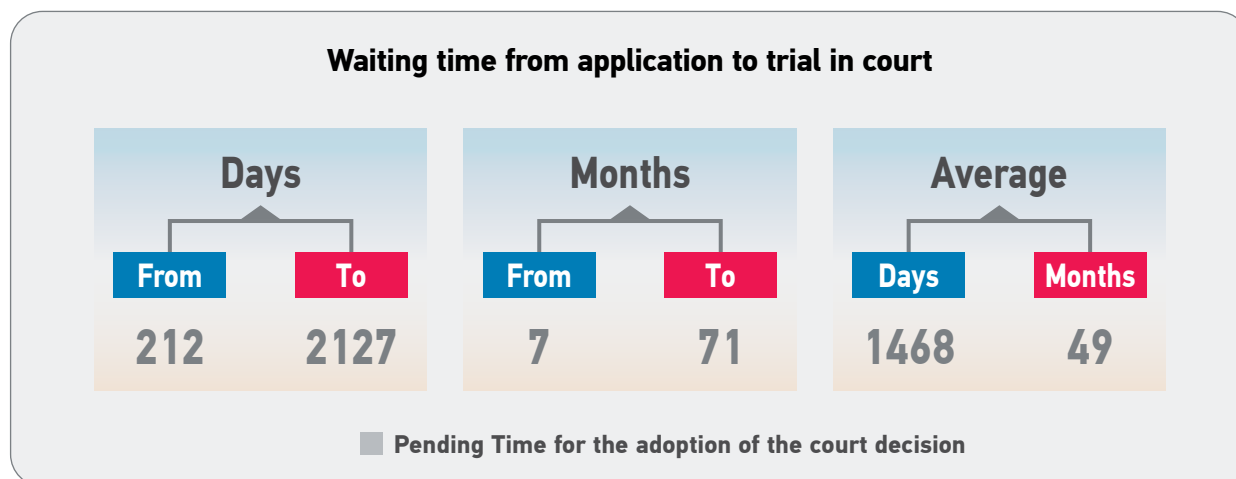 Waiting time from application to trial in court
Days Months Average
From To From To Days Months
212 2127 7 71 1468 49
Pending Time for the adoption of the court decision